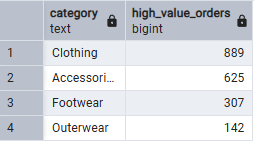 category high_value_orders
text bigint
1 Clothing 889
2 Accessori... 625
3 Footwear 307
4 Outerwear 142